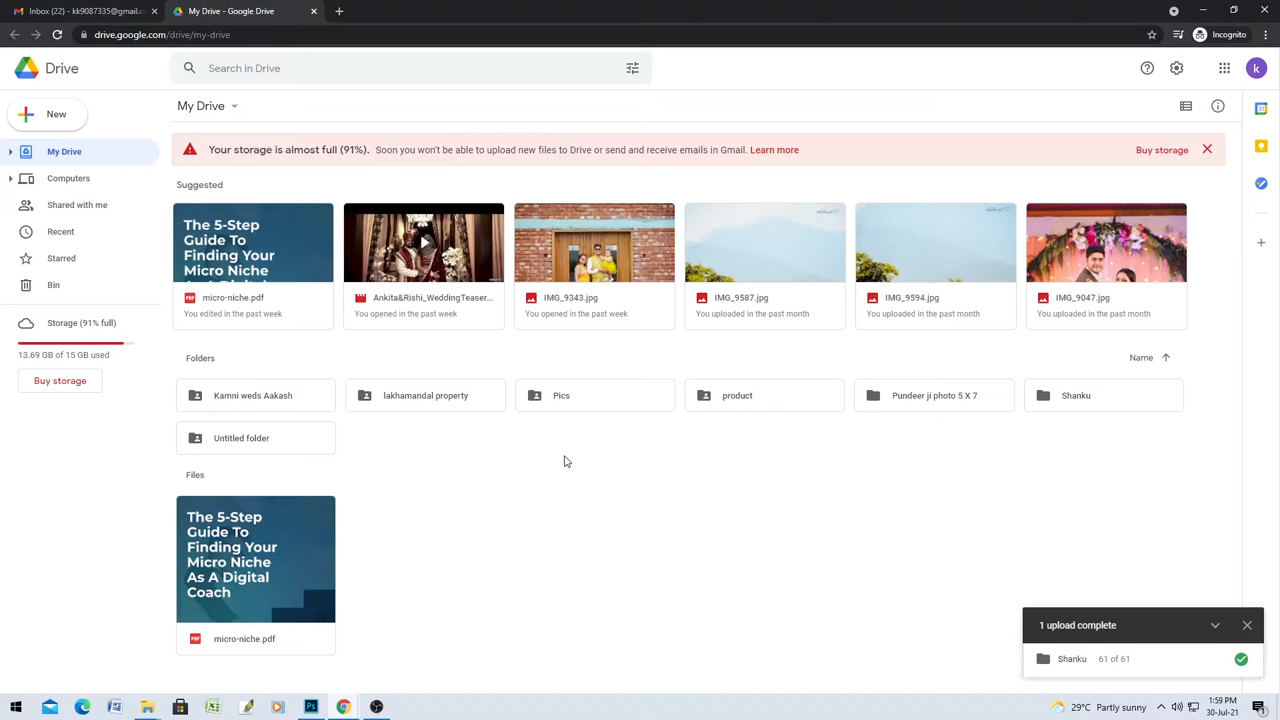 Inbox (22) - kk9087335@gmail.c
My Drive - Google Drive
drive.google.com/drive/my-drive
Incognito
Drive
Search in Drive
k
New
My Drive
My Drive
Computers
Shared with me
Recent
Starred
Bin
Storage (91% full)
13.69 GB of 15 GB used
Buy storage
Your storage is almost full (91%). Soon you won't be able to upload new files to Drive or send and receive emails in Gmail. Learn more
Buy storage
Suggested
The 5-Step
Guide To
Finding Your
Micro Niche
micro-niche.pdf
You edited in the past week
Ankita&Rishi_WeddingTeaser...
You opened in the past week
IMG_9343.jpg
You opened in the past week
IMG_9587.jpg
You uploaded in the past month
IMG_9594.jpg
You uploaded in the past month
IMG_9047.jpg
You uploaded in the past month
Folders
Name
Kamni weds Aakash
lakhamandal property
Pics
product
Pundeer ji photo 5 X 7
Shanku
Untitled folder
Files
The 5-Step
Guide To
Finding Your
Micro Niche
As A Digital
Coach
PDF
micro-niche.pdf
1 upload complete
Shanku
61 of 61
29°C Partly sunny
1:59 PM
30-Jul-21